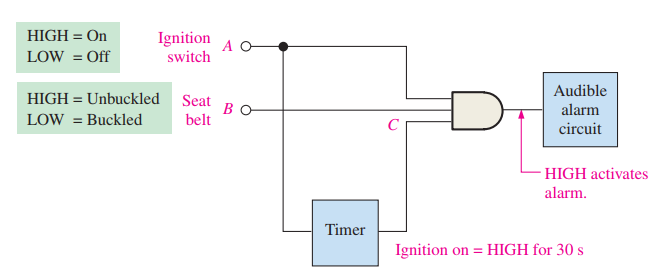 HIGH = On
LOW = Off
Ignition
switch
A
HIGH = Unbuckled
LOW = Buckled
Seat
belt
B
C
Audible
alarm
circuit
HIGH activates
alarm.
Timer
Ignition on = HIGH for 30 s